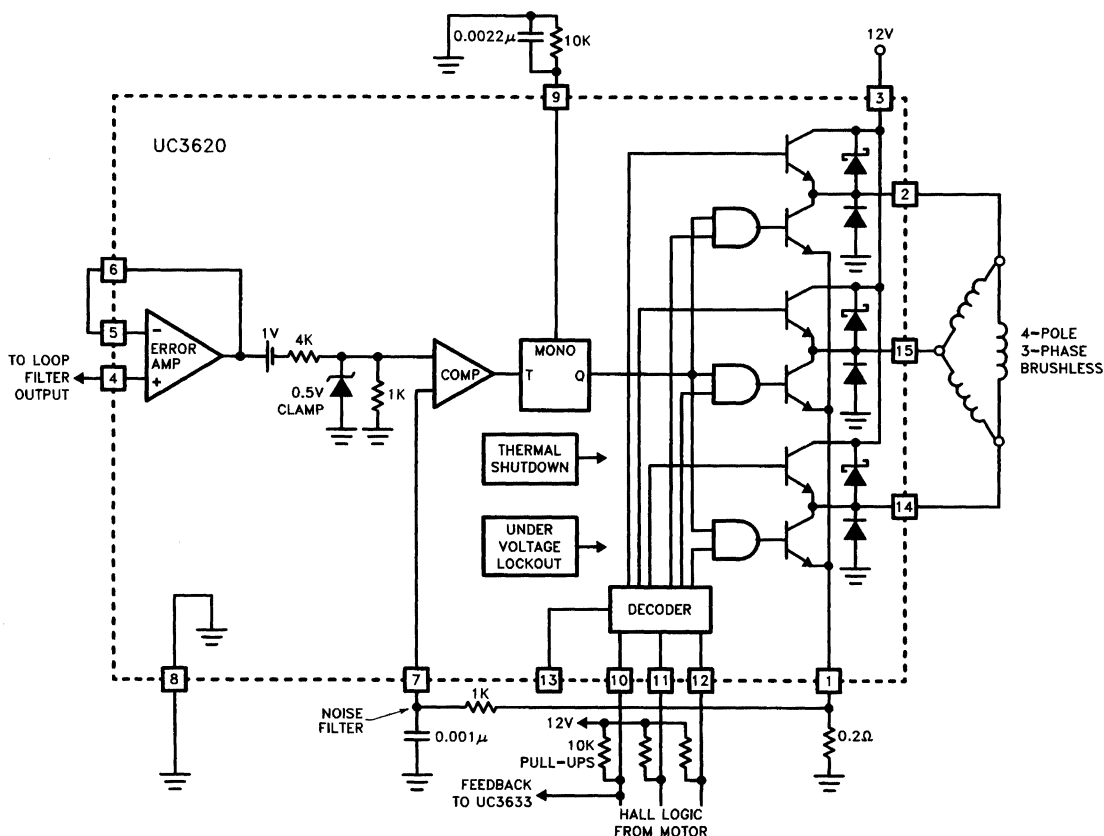 0.0022μ
10K
12V
9
3
UC3620
2
6
5
4
ERROR
AMP
−
+
TO LOOP
FILTER
OUTPUT
1V
4K
0.5V
CLAMP
1K
COMP
MONO
T
Q
15
4-POLE
3-PHASE
BRUSHLESS
THERMAL
SHUTDOWN
UNDER
VOLTAGE
LOCKOUT
14
DECODER
8
7
13
10
11
12
1
NOISE
FILTER
1K
0.001μ
12V
10K
PULL-UPS
0.2Ω
FEEDBACK
TO UC3633
HALL LOGIC
FROM MOTOR